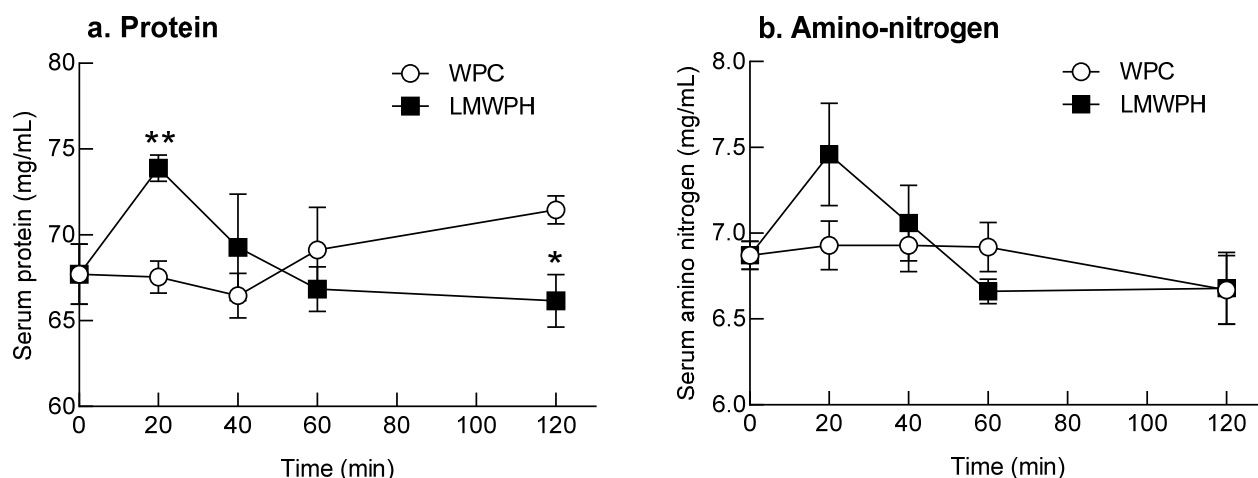 a. Protein
80
75
70
65
60
Serum protein (mg/mL)
WPC
LMWPH
**
*
0 20 40 60 80 100 120
Time (min)
b. Amino-nitrogen
8.0
7.5
7.0
6.5
6.0
Serum amino nitrogen (mg/mL)
WPC
LMWPH
0 20 40 60 80 100 120
Time (min)